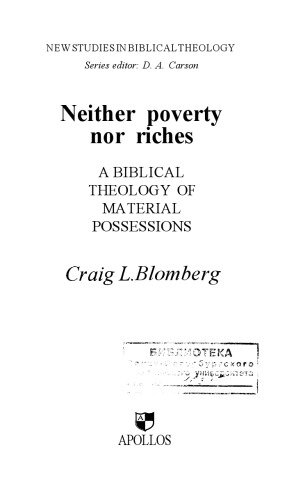 NEW STUDIES IN BIBLICAL THEOLOGY
Series editor: D. A. Carson
Neither poverty
nor riches
A BIBLICAL
THEOLOGY OF
MATERIAL
POSSESSIONS
Craig L. Blomberg
БИБЛИОТЕКА
APOLLOS